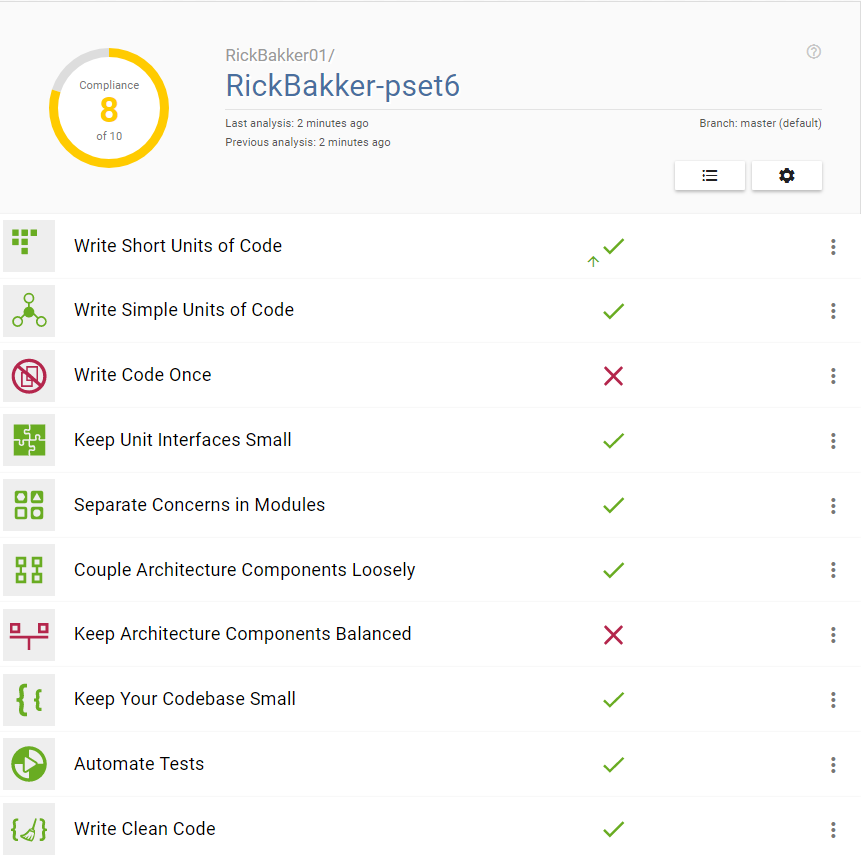 Compliance
8
of 10
RickBakker01/
RickBakker-pset6
Last analysis: 2 minutes ago
Branch: master (default)
Previous analysis: 2 minutes ago
Write Short Units of Code
Write Simple Units of Code
Write Code Once
Keep Unit Interfaces Small
Separate Concerns in Modules
Couple Architecture Components Loosely
Keep Architecture Components Balanced
Keep Your Codebase Small
Automate Tests
Write Clean Code